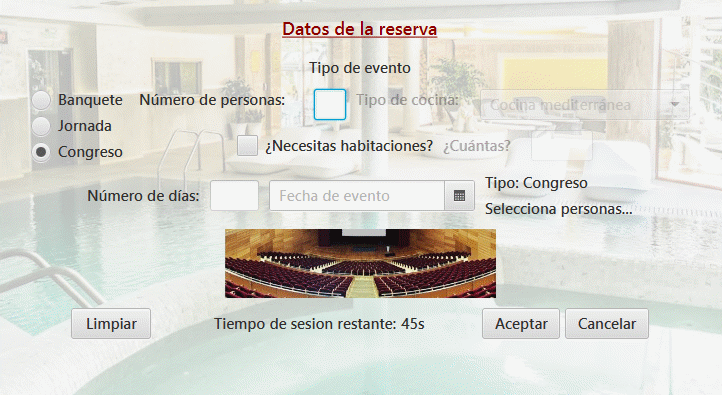 Datos de la reserva
Tipo de evento
Banquete Número de personas: Tipo de cocina: Cocina mediterránea
Jornada
Congreso ¿Necesitas habitaciones? ¿Cuántas?
Número de días: Fecha de evento Tipo: Congreso
Selecciona personas...
Limpiar Tiempo de sesion restante: 45s Aceptar Cancelar